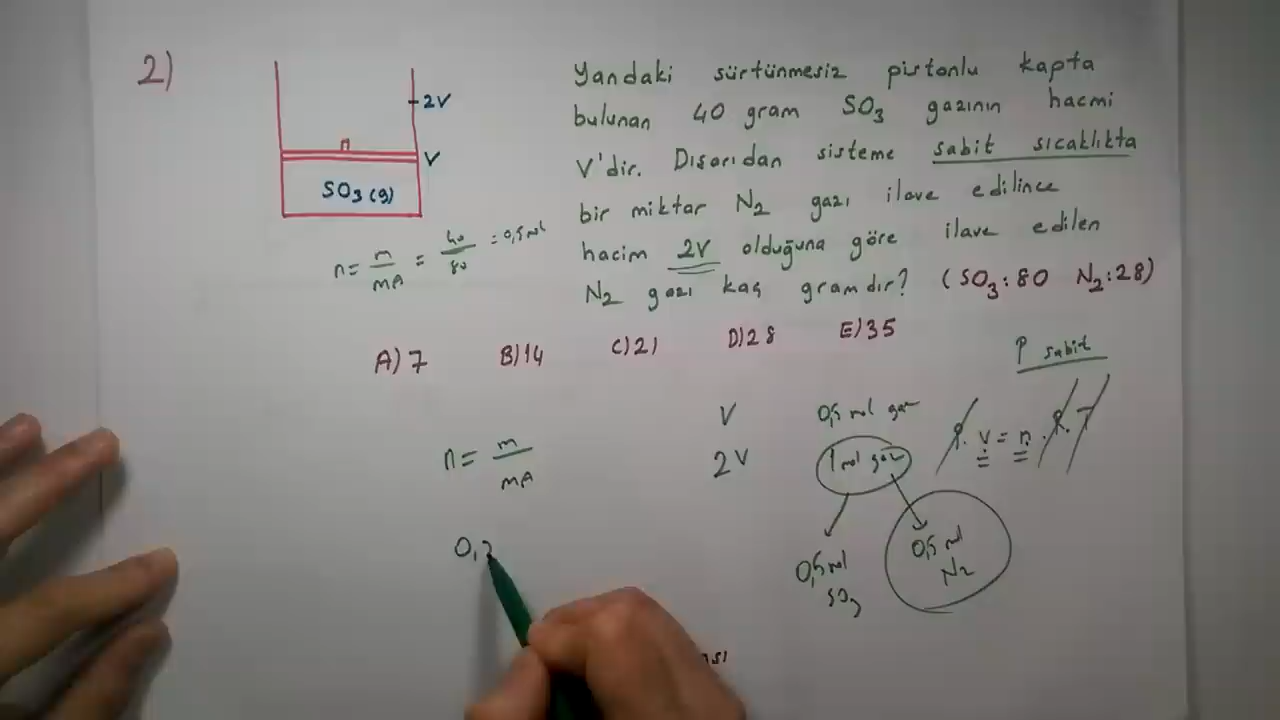 2)
2V
V
SO3(g)
Yandaki sürtünmesiz pistonlu kapta
bulunan 40 gram SO3 gazının hacmi
V'dir. Dışarıdan sisteme sabit sıcaklıkta
bir miktar N2 gazı ilave edilince
hacim 2V olduğuna göre ilave edilen
N2 gazı kaç gramdır? (SO3:80 N2:28)
n = m/MA = 40/80 = 0,5 mol
A)7 B)14 C)21 D)28 E)35
P sabit
V 0,5 mol gaz
2V 1 mol gaz
P.V = n.R.T
n = m/MA
0,5 mol SO3
0,5 mol N2
0,